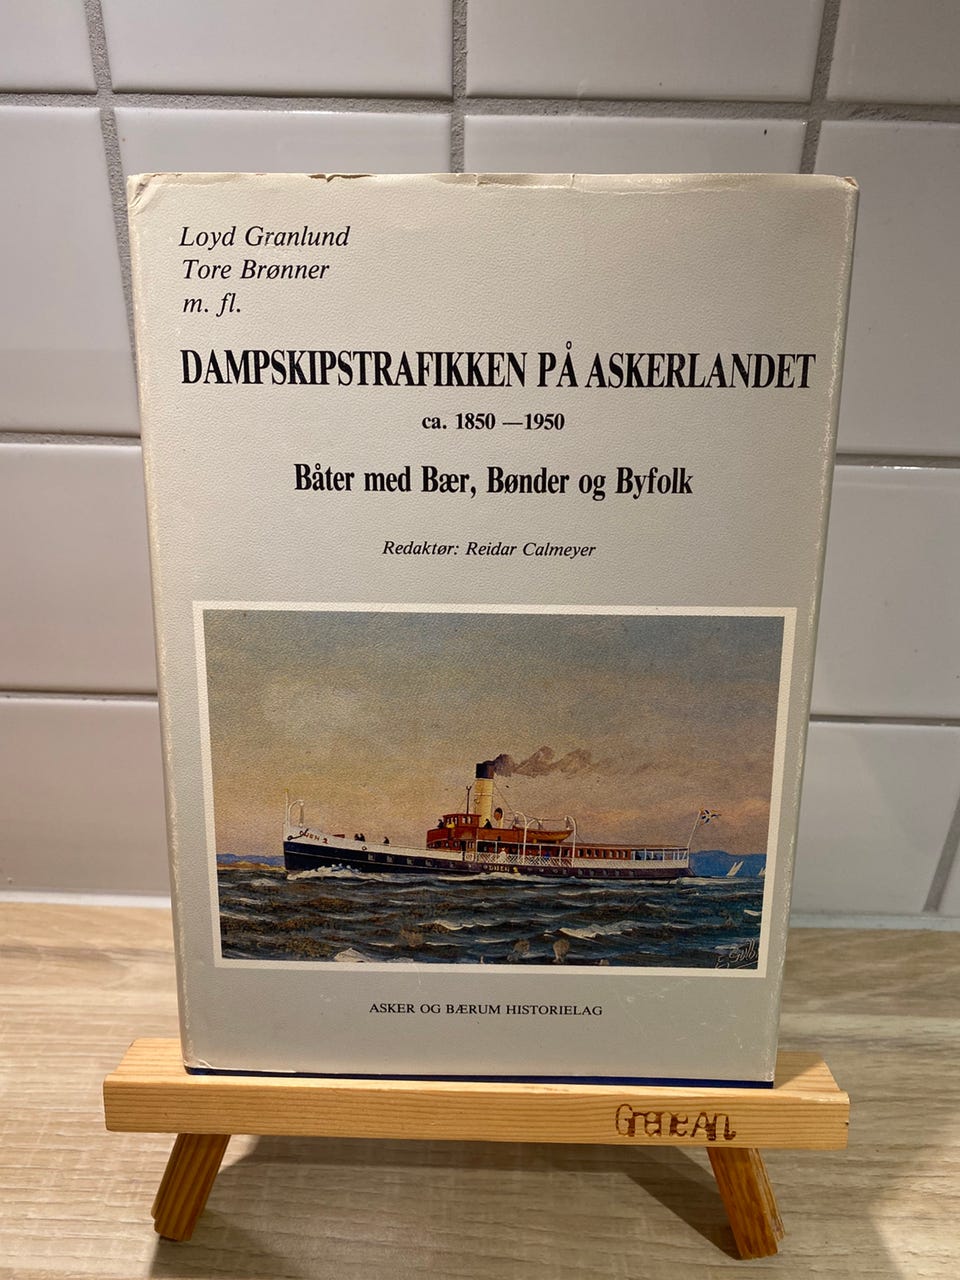 Loyd Granlund
Tore Brønner
m. fl.
DAMPSKIPSTRAFIKKEN PÅ ASKERLANDET
ca. 1850 —1950
Båter med Bær, Bønder og Byfolk
Redaktør: Reidar Calmeyer
ASKER OG BÆRUM HISTORIELAG